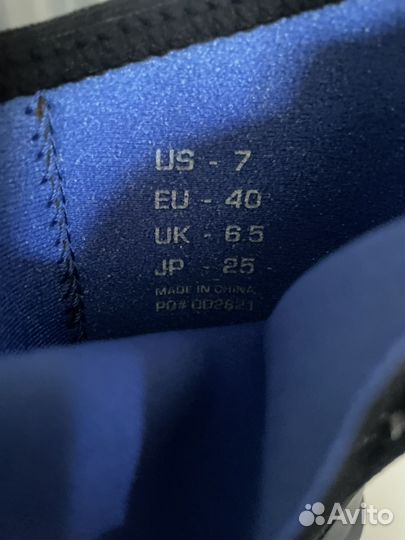 US - 7
EU - 40
UK - 6.5
JP - 25
MADE IN CHINA
PO# 002621
Avito